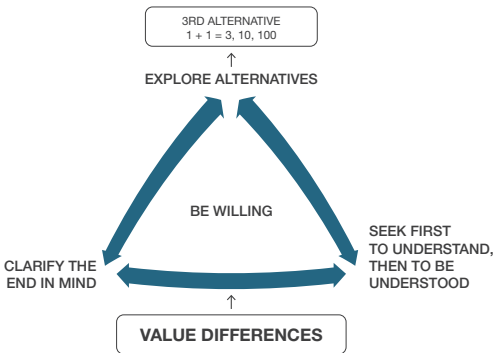 3RD ALTERNATIVE
1 + 1 = 3, 10, 100
EXPLORE ALTERNATIVES
BE WILLING
CLARIFY THE
END IN MIND
SEEK FIRST
TO UNDERSTAND,
THEN TO BE
UNDERSTOOD
VALUE DIFFERENCES